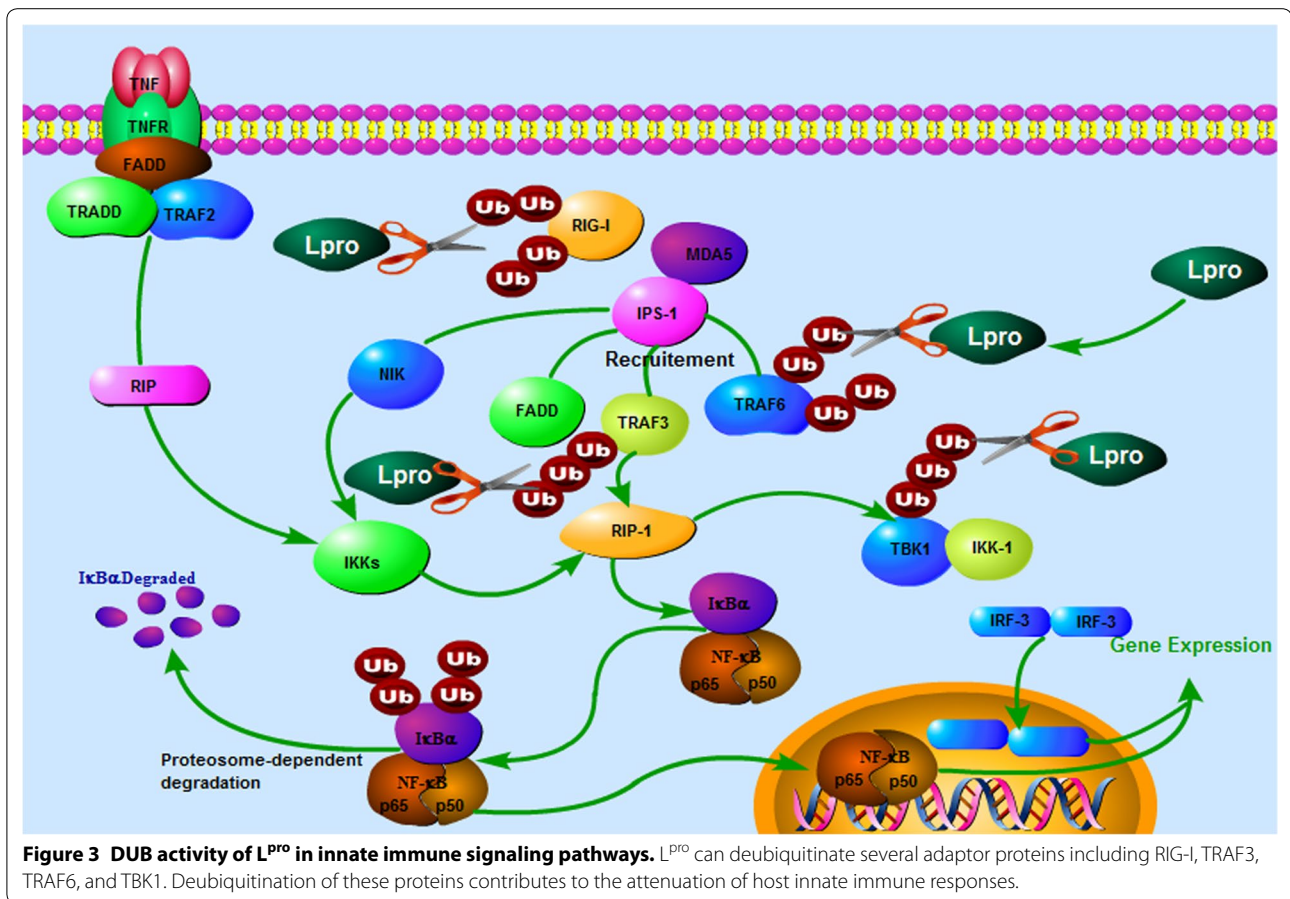 TNF
TNFR
FADD
TRADD
TRAF2
Lpro
Ub
Ub
Ub
Ub
RIG-I
MDA5
IPS-1
Recruitement
Lpro
Lpro
Ub
Ub
Ub
Ub
RIP
NIK
FADD
TRAF3
TRAF6
Lpro
Ub
Ub
Ub
Ub
Ub
Ub
Lpro
IKKs
RIP-1
TBK1
IKK-1
IκBαDegraded
IκBα
NF-κB
p65
p50
IRF-3
IRF-3
Gene Expression
Ub
Ub
Ub
Ub
IκBα
NF-κB
p65
p50
Proteosome-dependent
degradation
NF-κB
p65
p50
Figure 3 DUB activity of Lpro in innate immune signaling pathways. Lpro can deubiquitinate several adaptor proteins including RIG-I, TRAF3,
TRAF6, and TBK1. Deubiquitination of these proteins contributes to the attenuation of host innate immune responses.